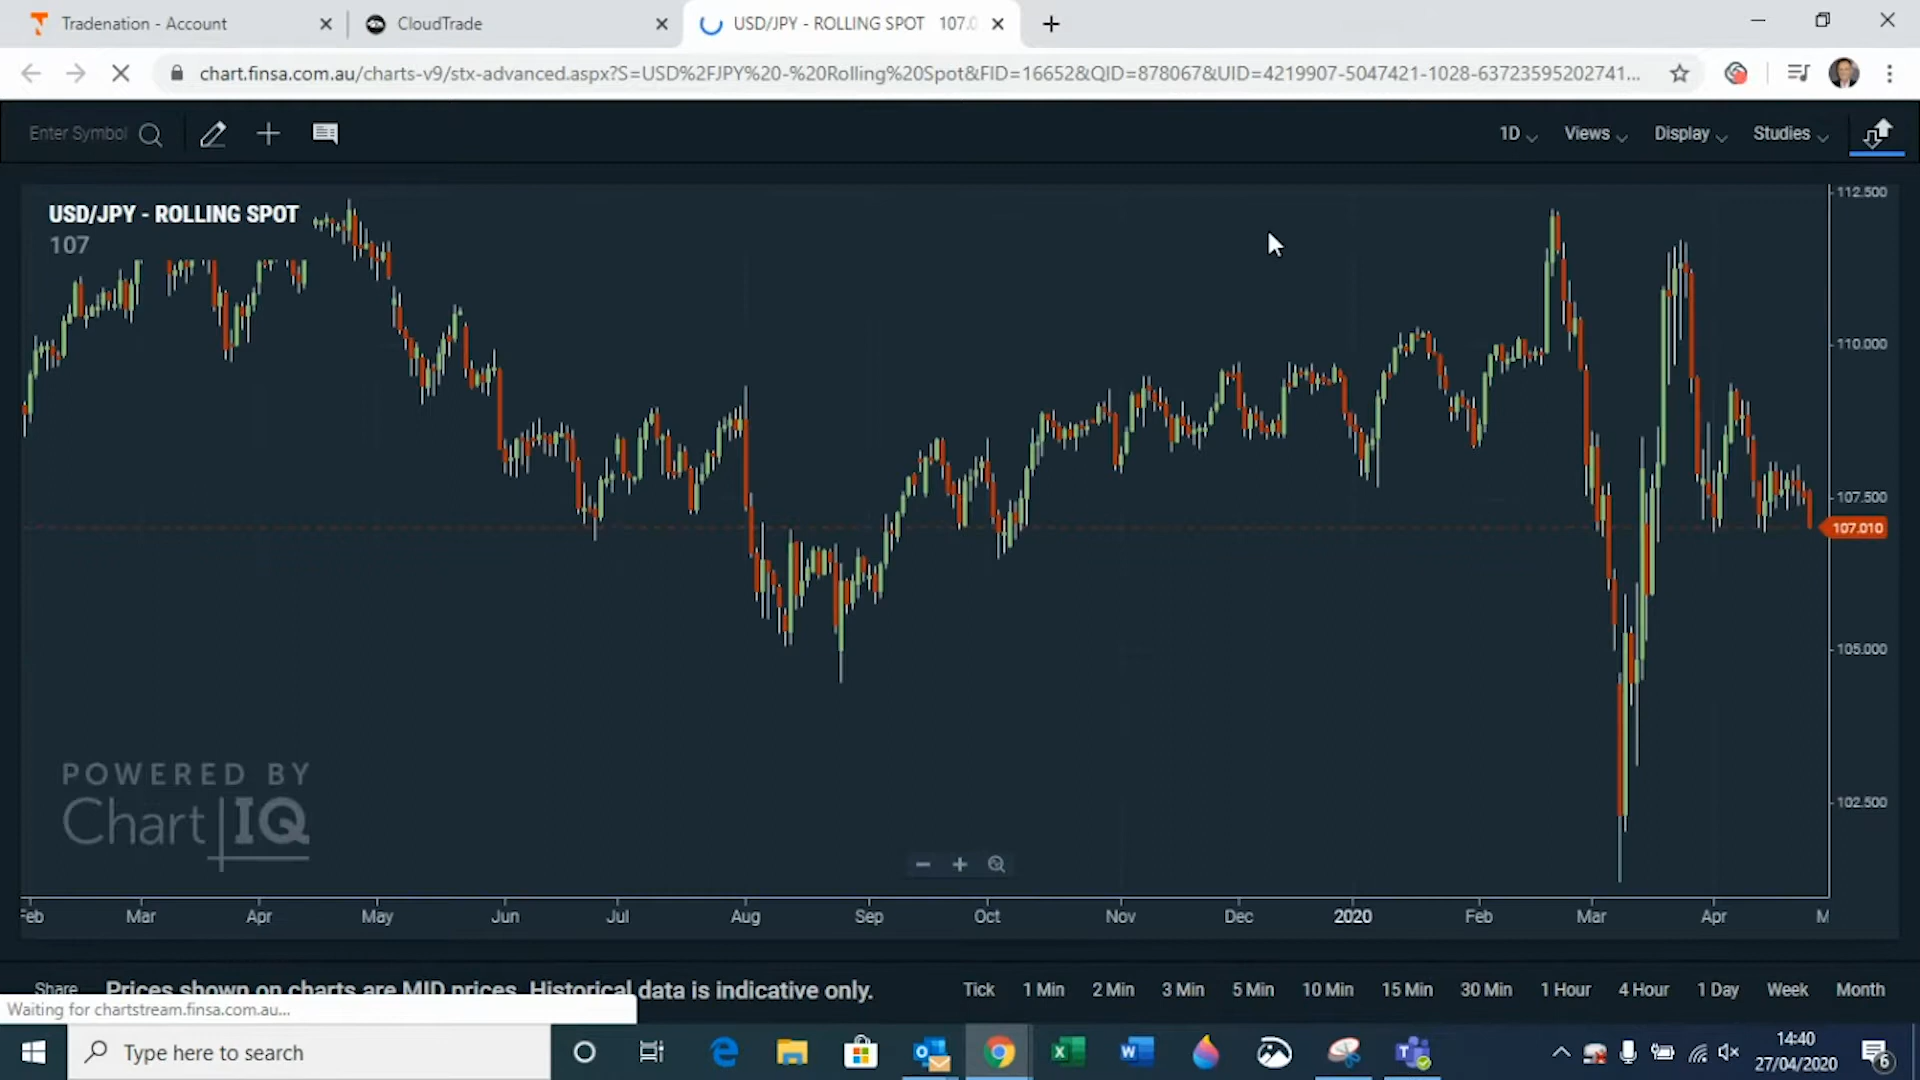 Tradenation - Account
CloudTrade
USD/JPY - ROLLING SPOT 107.0
chart.finsa.com.au/charts-v9/stx-advanced.aspx?S=USD%2FJPY%20-%20Rolling%20Spot&FID=16652&QID=878067&UID=4219907-5047421-1028-63723595202741...
Enter Symbol
1D Views Display Studies
USD/JPY - ROLLING SPOT
107
112.500
110.000
107.500
107.010
105.000
102.500
POWERED BY
Chart IQ
Feb Mar Apr May Jun Jul Aug Sep Oct Nov Dec 2020 Feb Mar Apr M
Share Prices shown on charts are MID prices. Historical data is indicative only.
Tick 1 Min 2 Min 3 Min 5 Min 10 Min 15 Min 30 Min 1 Hour 4 Hour 1 Day Week Month
Waiting for chartstream.finsa.com.au...
Type here to search
14:40
27/04/2020
6